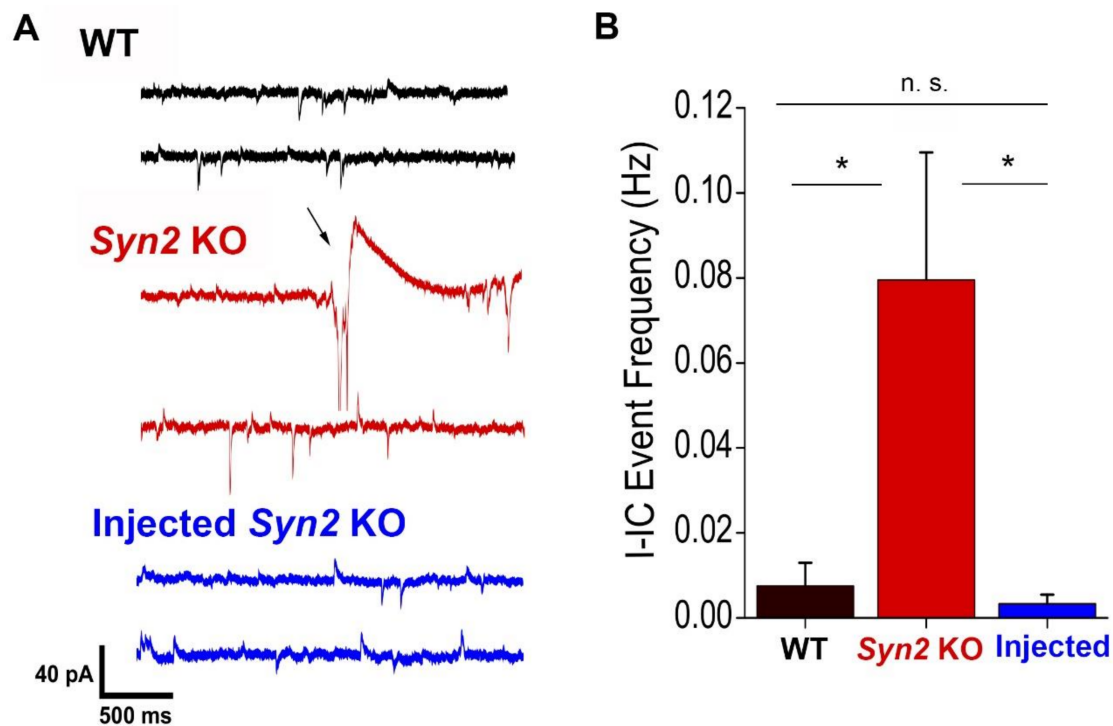 A
WT
Syn2 KO
Injected Syn2 KO
40 pA
500 ms
B
I-IC Event Frequency (Hz)
0.12
0.10
0.08
0.06
0.04
0.02
0.00
n. s.
*
*
WT
Syn2 KO
Injected